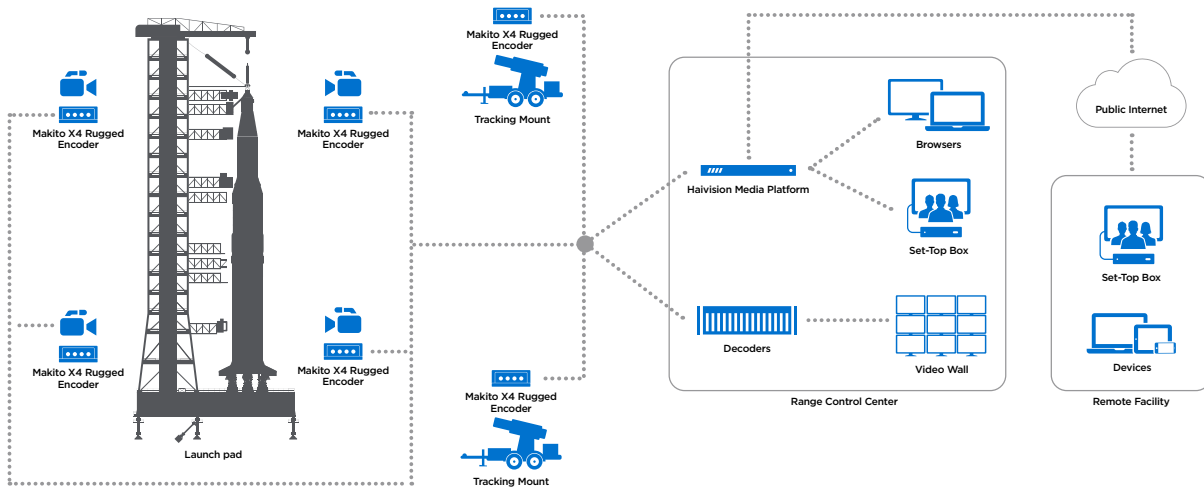 Makito X4 Rugged
Encoder
Makito X4 Rugged
Encoder
Makito X4 Rugged
Encoder
Makito X4 Rugged
Encoder
Launch pad
Makito X4 Rugged
Encoder
Tracking Mount
Makito X4 Rugged
Encoder
Tracking Mount
Haivision Media Platform
Browsers
Set-Top Box
Decoders
Video Wall
Range Control Center
Public Internet
Set-Top Box
Devices
Remote Facility